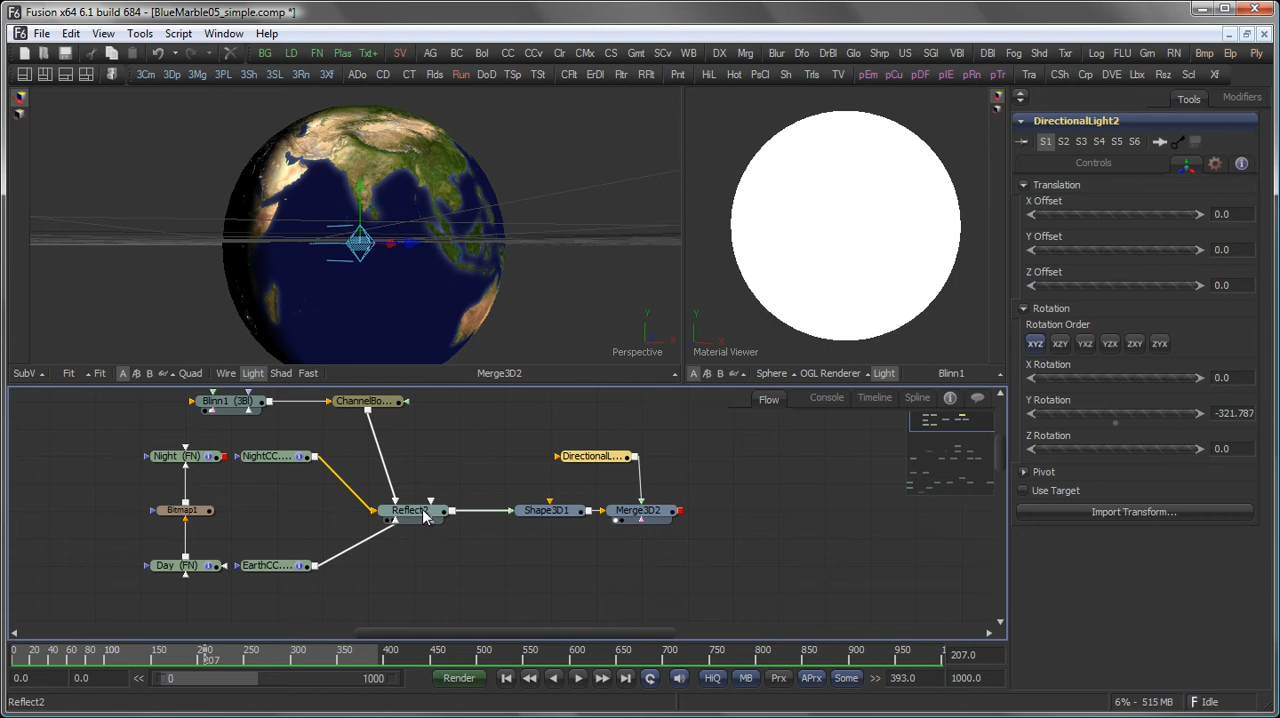 Fusion x64 6.1 build 684 - [BlueMarble05_simple.comp *]
File Edit View Tools Script Window Help
BG LD FN Plas Txt+ SV AG BC Bol CC CCv Clr CMx CS Gmt SCv WB DX Mrg Blur Dfo DrBl Glo Shrp US SGl VBl DBl Fog Shd Txr Log FLU Gm RN Bmp Elp Ply
3Cm 3Dp 3Mg 3PL 3Sh 3SL 3Rn 3Xf ADo CD CT Flds Run DoD TSp TSt CFlt ErDl Fltr RFlt Pnt HiL Hot PsCl Sh Trls TV pEm pCu pDF pIE pRn pTr Tra CSh Crp DVE Lbx Rsz Scl Xf
Tools Modifiers
DirectionalLight2
S1 S2 S3 S4 S5 S6
Controls
Translation
X Offset
0.0
Y Offset
0.0
Z Offset
0.0
Rotation
Rotation Order
XYZ XZY YXZ YZX ZXY ZYX
X Rotation
0.0
Y Rotation
-321.787
Z Rotation
0.0
Pivot
Use Target
Import Transform...
Y
X
Perspective
Y
X
Material Viewer
SubV Fit Fit A B Quad Wire Light Shad Fast Merge3D2
A B Sphere OGL Renderer Light Blinn1
Flow Console Timeline Spline
Blinn1 (3Bl) ChannelBo...
Night (FN) NightCC.... DirectionalL...
Bitmap1 Reflect2 Shape3D1 Merge3D2
Day (FN) EarthCC....
0 20 40 60 80 100 150 200 250 300 350 400 450 500 550 600 650 700 750 800 850 900 950 1
207
207.0
0.0 0.0 << 0 1000 Render HiQ MB Prx APrx Some >> 393.0 1000.0
Reflect2
6% - 515 MB
Idle